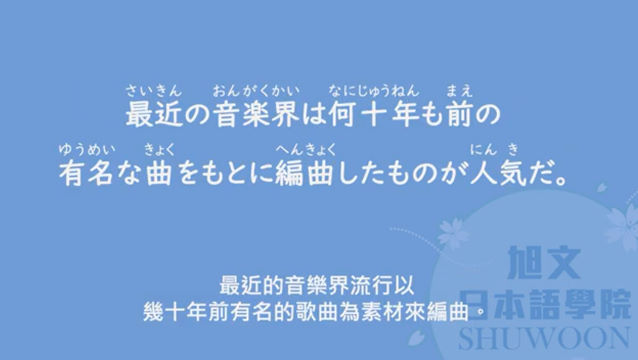 さいきん おんがくかい なにじゅうねん まえ
最近の音楽界は何十年も前の
ゆうめい きょく へんきょく にん き
有名な曲をもとに編曲したものが人気だ。
最近的音樂界流行以
幾十年前有名的歌曲為素材來編曲。
旭文
日本語學院
SHUWOON